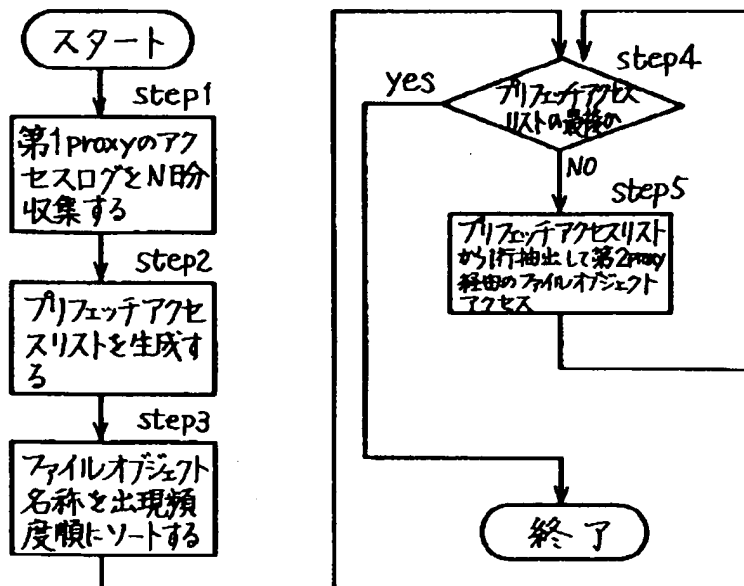 スタート
step1
第1proxyのアク
セスログをN日分
収集する
step2
プリフェッチアクセ
スリストを生成す
る
step3
ファイルオブジェクト
名称を出現頻
度順にソートする
step4
プリフェッチアクセス
リストの最後か
yes
NO
step5
プリフェッチアクセスリスト
から1行抽出して第2proxy
経由のファイルオブジェクト
アクセス
終了